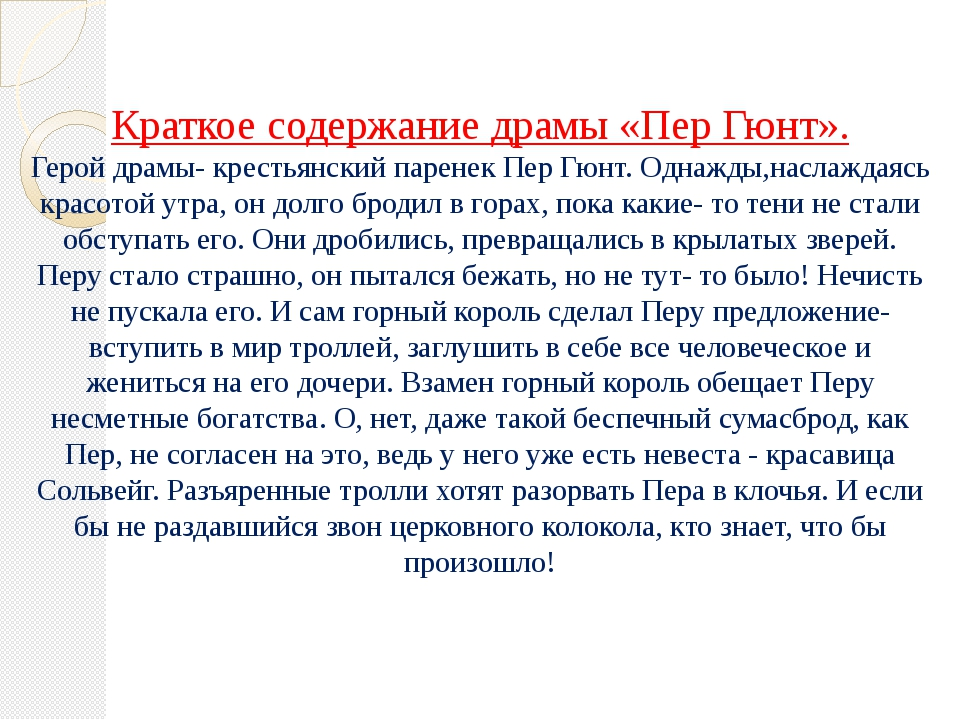 Краткое содержание драмы «Пер Гюнт».
Герой драмы- крестьянский паренек Пер Гюнт. Однажды,наслаждаясь
красотой утра, он долго бродил в горах, пока какие- то тени не стали
обступать его. Они дробились, превращались в крылатых зверей.
Перу стало страшно, он пытался бежать, но не тут- то было! Нечисть
не пускала его. И сам горный король сделал Перу предложение-
вступить в мир троллей, заглушить в себе все человеческое и
жениться на его дочери. Взамен горный король обещает Перу
несметные богатства. О, нет, даже такой беспечный сумасброд, как
Пер, не согласен на это, ведь у него уже есть невеста - красавица
Сольвейг. Разъяренные тролли хотят разорвать Пера в клочья. И если
бы не раздавшийся звон церковного колокола, кто знает, что бы
произошло!